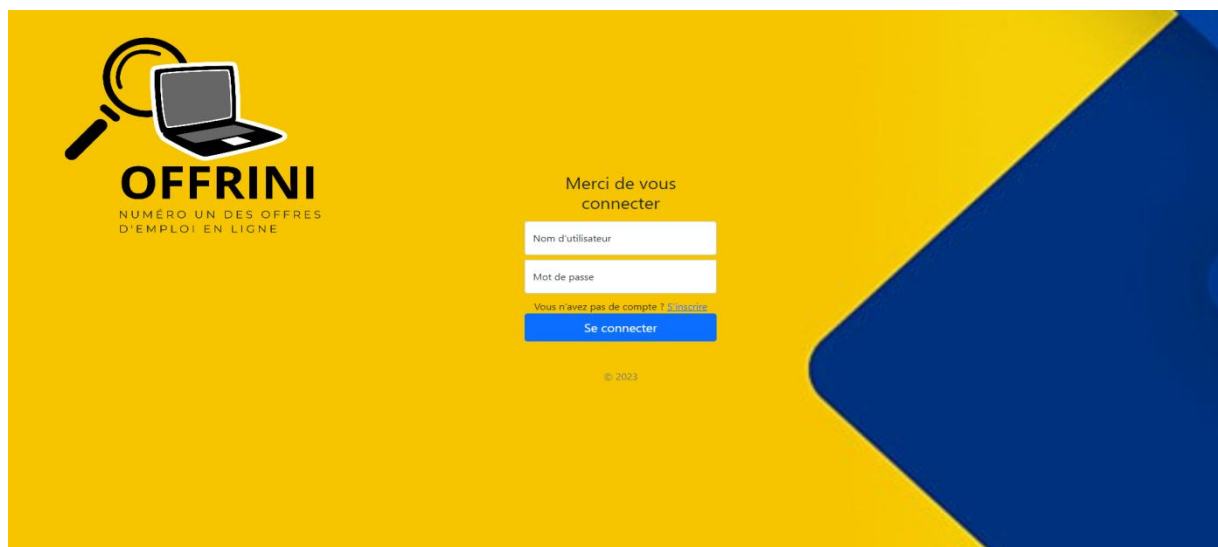 OFFRINI
NUMÉRO UN DES OFFRES
D'EMPLOI EN LIGNE
Merci de vous
connecter
Nom d'utilisateur
Mot de passe
Vous n'avez pas de compte ? S'inscrire
Se connecter
© 2023